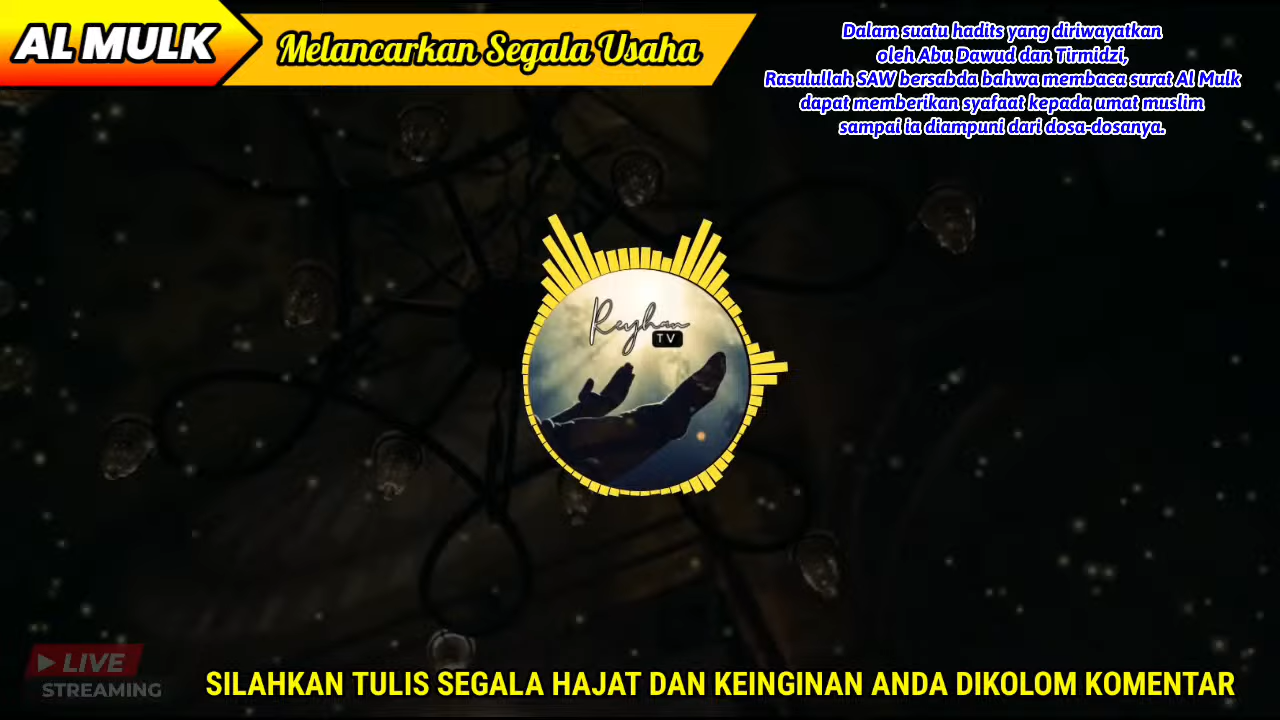 AL MULK
Melancarkan Segala Usaha
Dalam suatu hadits yang diriwayatkan
oleh Abu Dawud dan Tirmidzi,
Rasulullah SAW bersabda bahwa membaca surat Al Mulk
dapat memberikan syafaat kepada umat muslim
sampai ia diampuni dari dosa-dosanya.
Reyhan
TV
LIVE
STREAMING
SILAHKAN TULIS SEGALA HAJAT DAN KEINGINAN ANDA DIKOLOM KOMENTAR